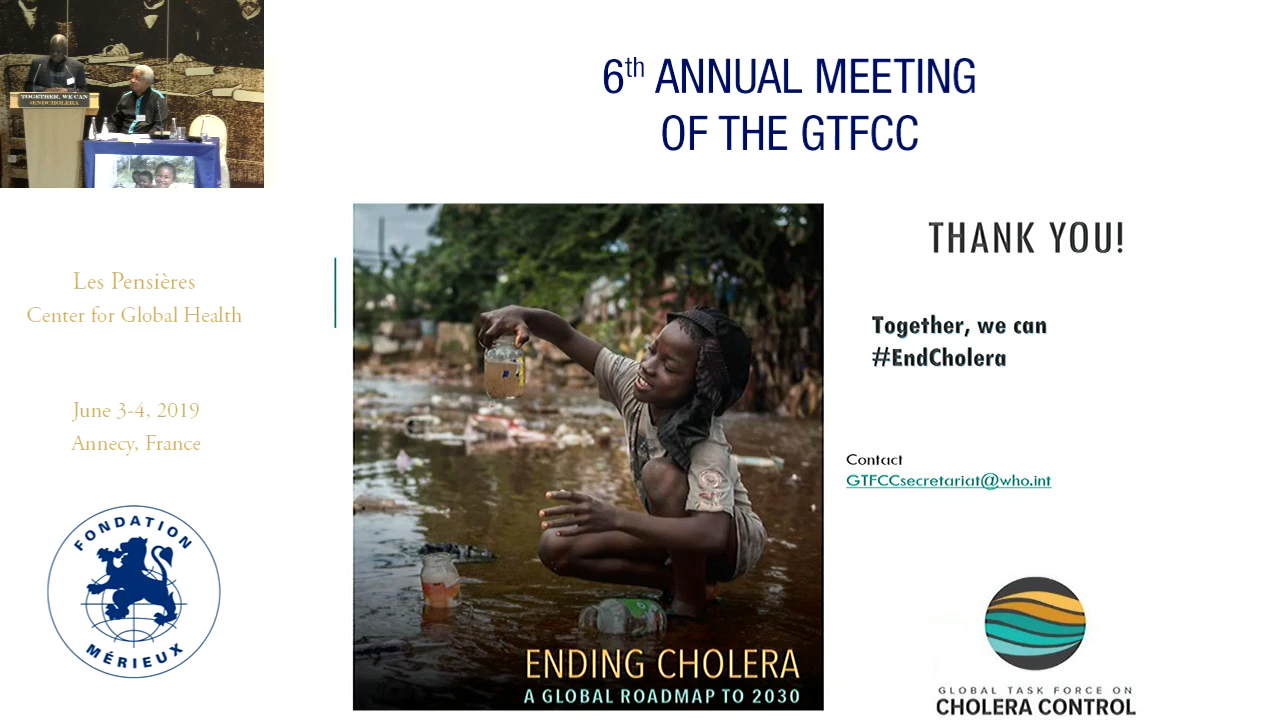 TOGETHER, WE CAN
#ENDCHOLERA
6th ANNUAL MEETING
OF THE GTFCC
Les Pensières
Center for Global Health
June 3-4, 2019
Annecy, France
FONDATION
MÉRIEUX
ENDING CHOLERA
A GLOBAL ROADMAP TO 2030
THANK YOU!
Together, we can
#EndCholera
Contact
GTFCCsecretariat@who.int
GLOBAL TASK FORCE ON
CHOLERA CONTROL